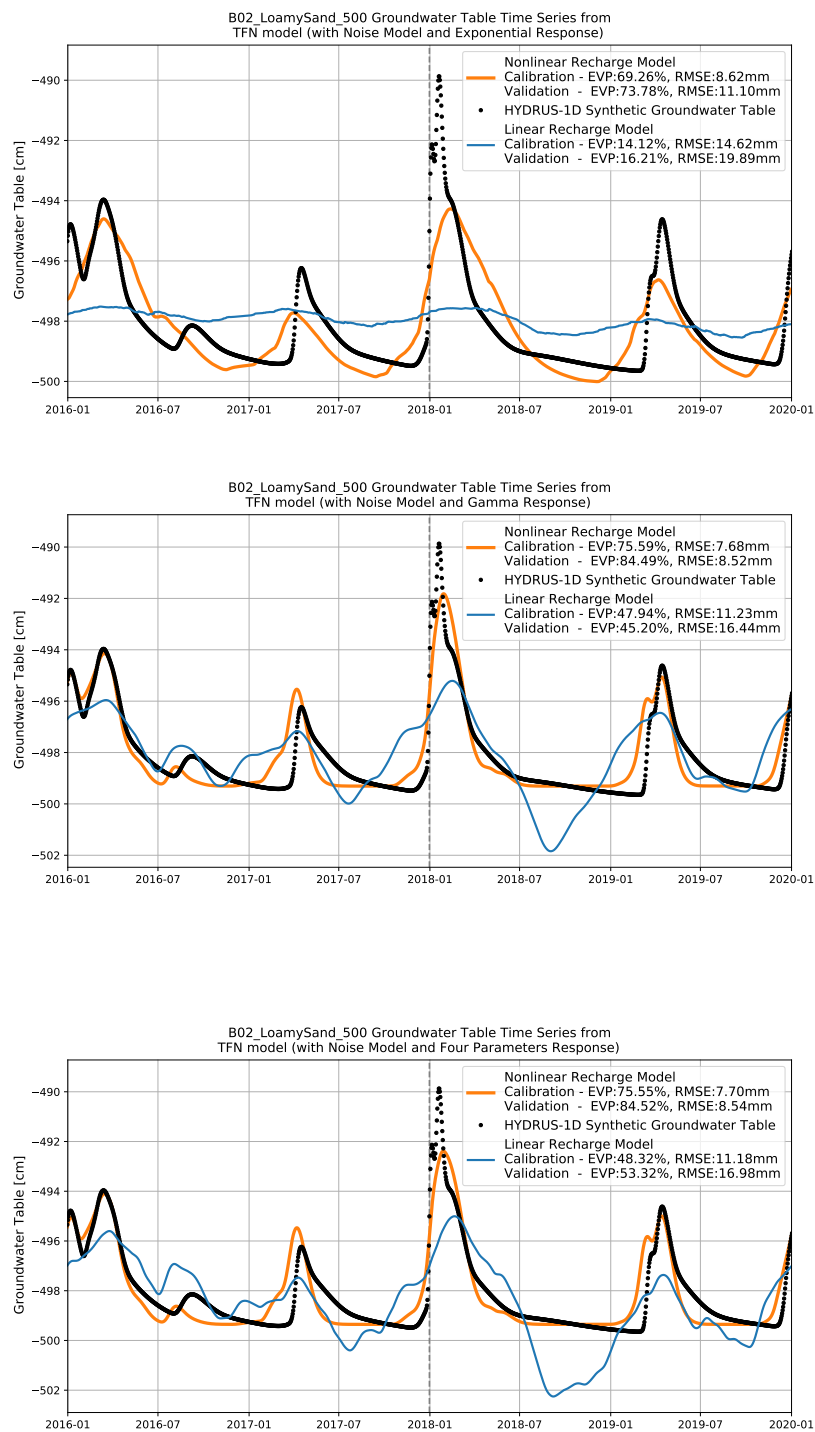 B02_LoamySand_500 Groundwater Table Time Series from
TFN model (with Noise Model and Exponential Response)
Groundwater Table [cm]
−490
−492
−494
−496
−498
−500
Nonlinear Recharge Model
Calibration - EVP:69.26%, RMSE:8.62mm
Validation  -  EVP:73.78%, RMSE:11.10mm
HYDRUS-1D Synthetic Groundwater Table
Linear Recharge Model
Calibration - EVP:14.12%, RMSE:14.62mm
Validation  -  EVP:16.21%, RMSE:19.89mm
2016-01 2016-07 2017-01 2017-07 2018-01 2018-07 2019-01 2019-07 2020-01
B02_LoamySand_500 Groundwater Table Time Series from
TFN model (with Noise Model and Gamma Response)
Groundwater Table [cm]
−490
−492
−494
−496
−498
−500
−502
Nonlinear Recharge Model
Calibration - EVP:75.59%, RMSE:7.68mm
Validation  -  EVP:84.49%, RMSE:8.52mm
HYDRUS-1D Synthetic Groundwater Table
Linear Recharge Model
Calibration - EVP:47.94%, RMSE:11.23mm
Validation  -  EVP:45.20%, RMSE:16.44mm
2016-01 2016-07 2017-01 2017-07 2018-01 2018-07 2019-01 2019-07 2020-01
B02_LoamySand_500 Groundwater Table Time Series from
TFN model (with Noise Model and Four Parameters Response)
Groundwater Table [cm]
−490
−492
−494
−496
−498
−500
−502
Nonlinear Recharge Model
Calibration - EVP:75.55%, RMSE:7.70mm
Validation  -  EVP:84.52%, RMSE:8.54mm
HYDRUS-1D Synthetic Groundwater Table
Linear Recharge Model
Calibration - EVP:48.32%, RMSE:11.18mm
Validation  -  EVP:53.32%, RMSE:16.98mm
2016-01 2016-07 2017-01 2017-07 2018-01 2018-07 2019-01 2019-07 2020-01